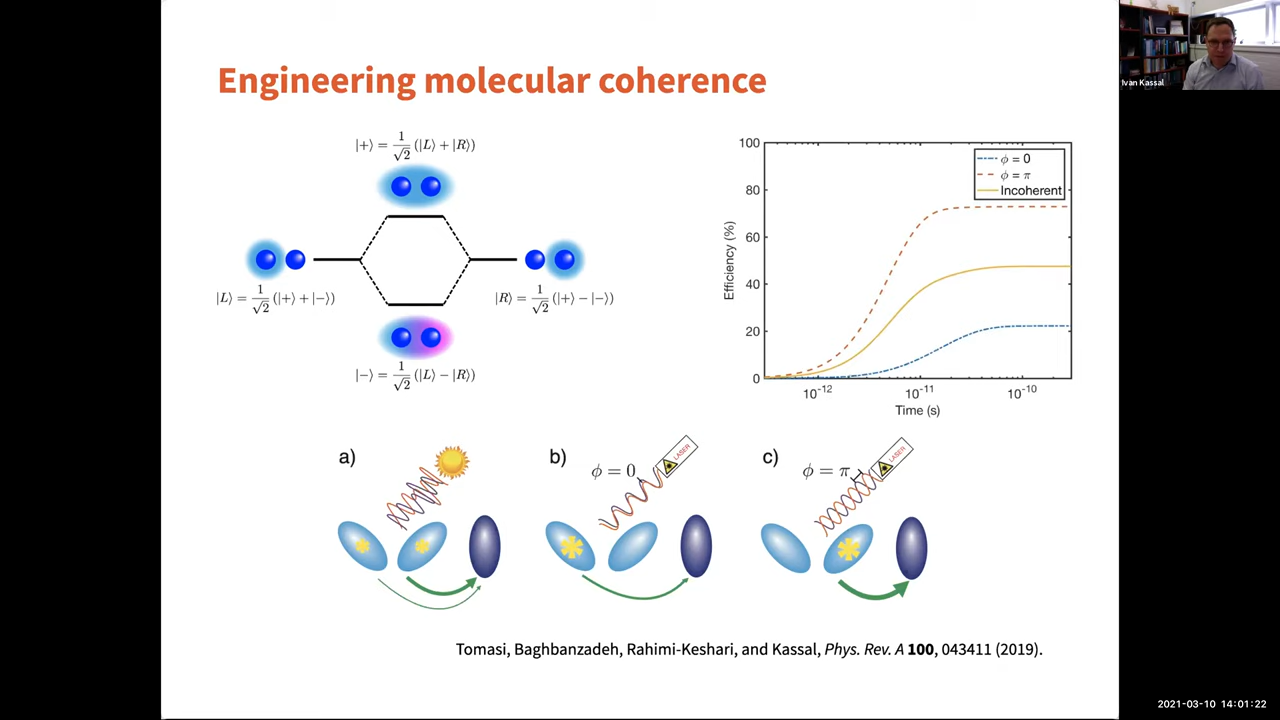 Engineering molecular coherence
|+⟩ = 1/√2 (|L⟩ + |R⟩)
|L⟩ = 1/√2 (|+⟩ + |−⟩)
|R⟩ = 1/√2 (|+⟩ − |−⟩)
|−⟩ = 1/√2 (|L⟩ − |R⟩)
Efficiency (%)
100
80
60
40
20
0
ϕ = 0
ϕ = π
Incoherent
10⁻¹² 10⁻¹¹ 10⁻¹⁰
Time (s)
a)
b)
ϕ = 0
LASER
c)
ϕ = π
LASER
Tomasi, Baghbanzadeh, Rahimi-Keshari, and Kassal, Phys. Rev. A 100, 043411 (2019).
Ivan Kassal
2021-03-10 14:01:22